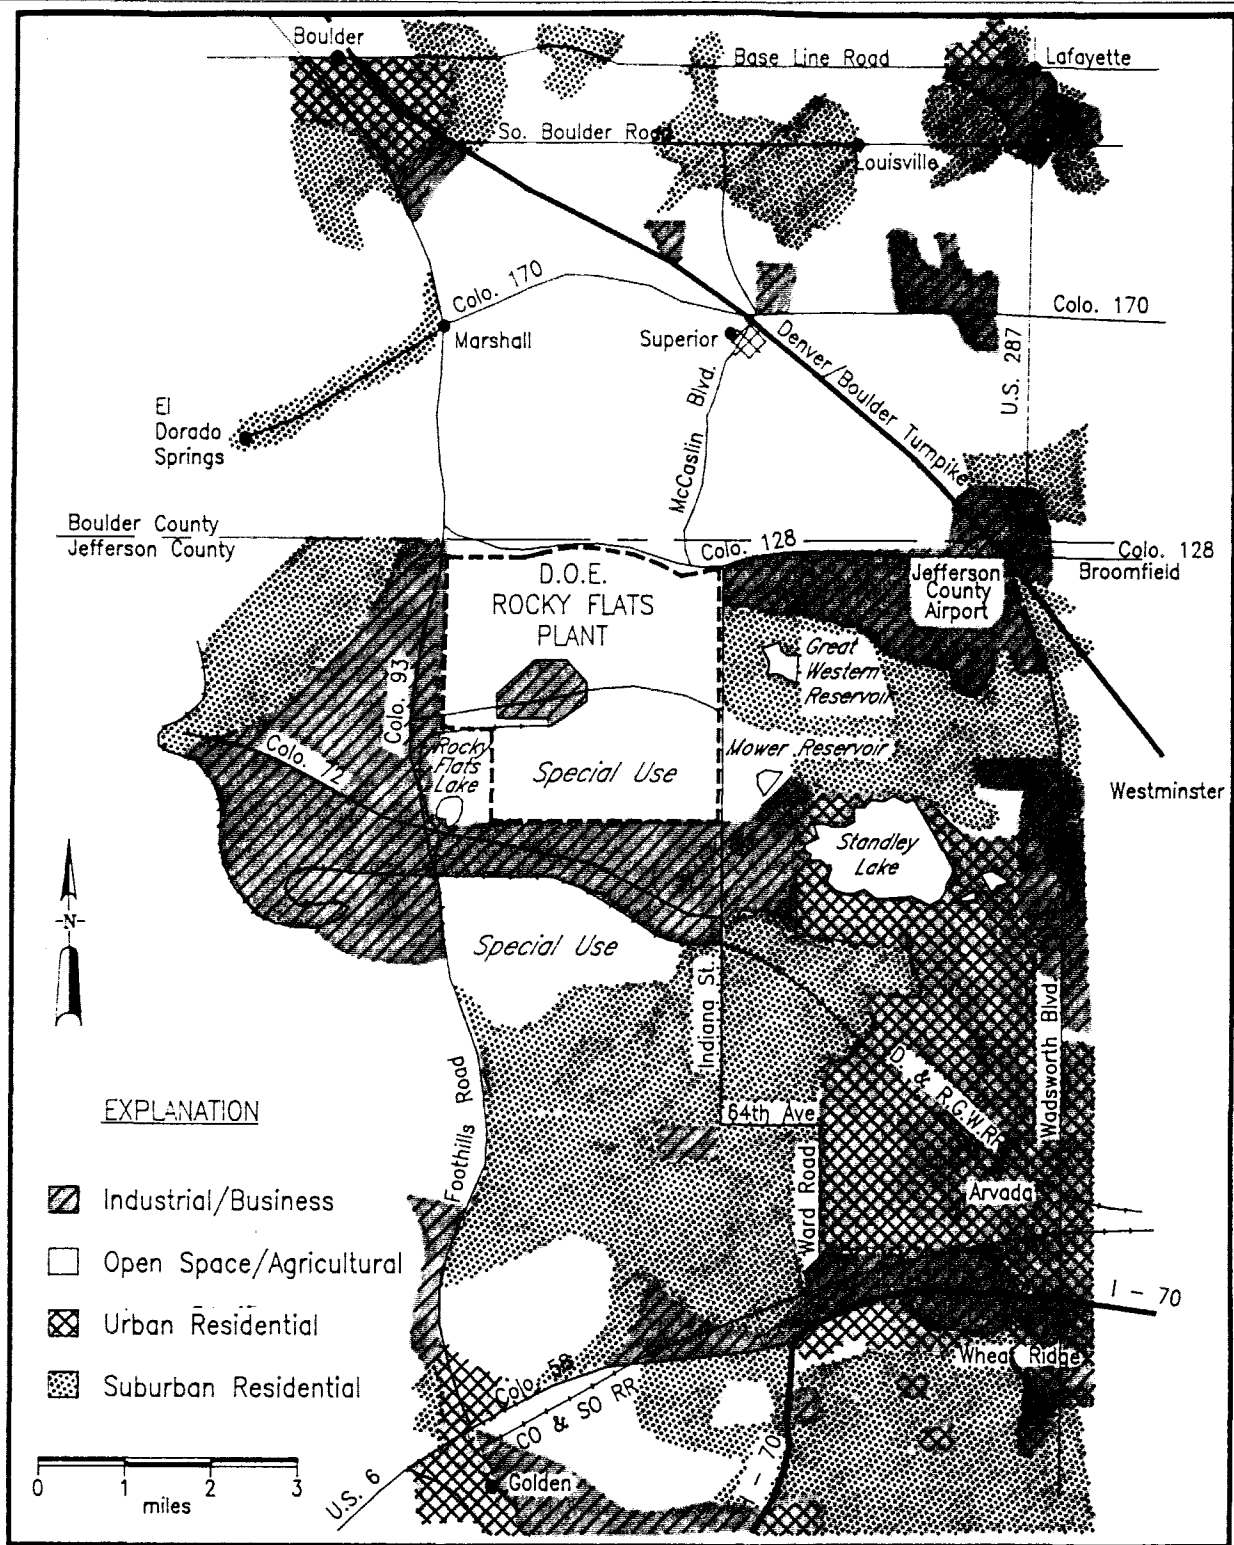 Boulder
Base Line Road
Lafayette
So. Boulder Road
Louisville
Colo. 170
Colo. 170
Marshall
Superior
Denver/Boulder Turnpike
U.S. 287
McCaslin Blvd.
El
Dorado
Springs
Boulder County
Jefferson County
Colo. 128
Colo. 128
Broomfield
Jefferson
County
Airport
D.O.E.
ROCKY FLATS
PLANT
Great
Western
Reservoir
Colo. 93
Colo. 72
Rocky
Flats
Lake
Special Use
Mower Reservoir
Westminster
Standley
Lake
-N-
Special Use
Indiana St.
Wadsworth Blvd.
D. & R.G.W.RR
Foothills Road
64th Ave
Ward Road
Arvada
EXPLANATION
Industrial/Business
Open Space/Agricultural
Urban Residential
Suburban Residential
I - 70
Wheat Ridge
Colo. 58
CO & SO RR
I - 70
U.S. 6
Golden
0 1 2 3
miles